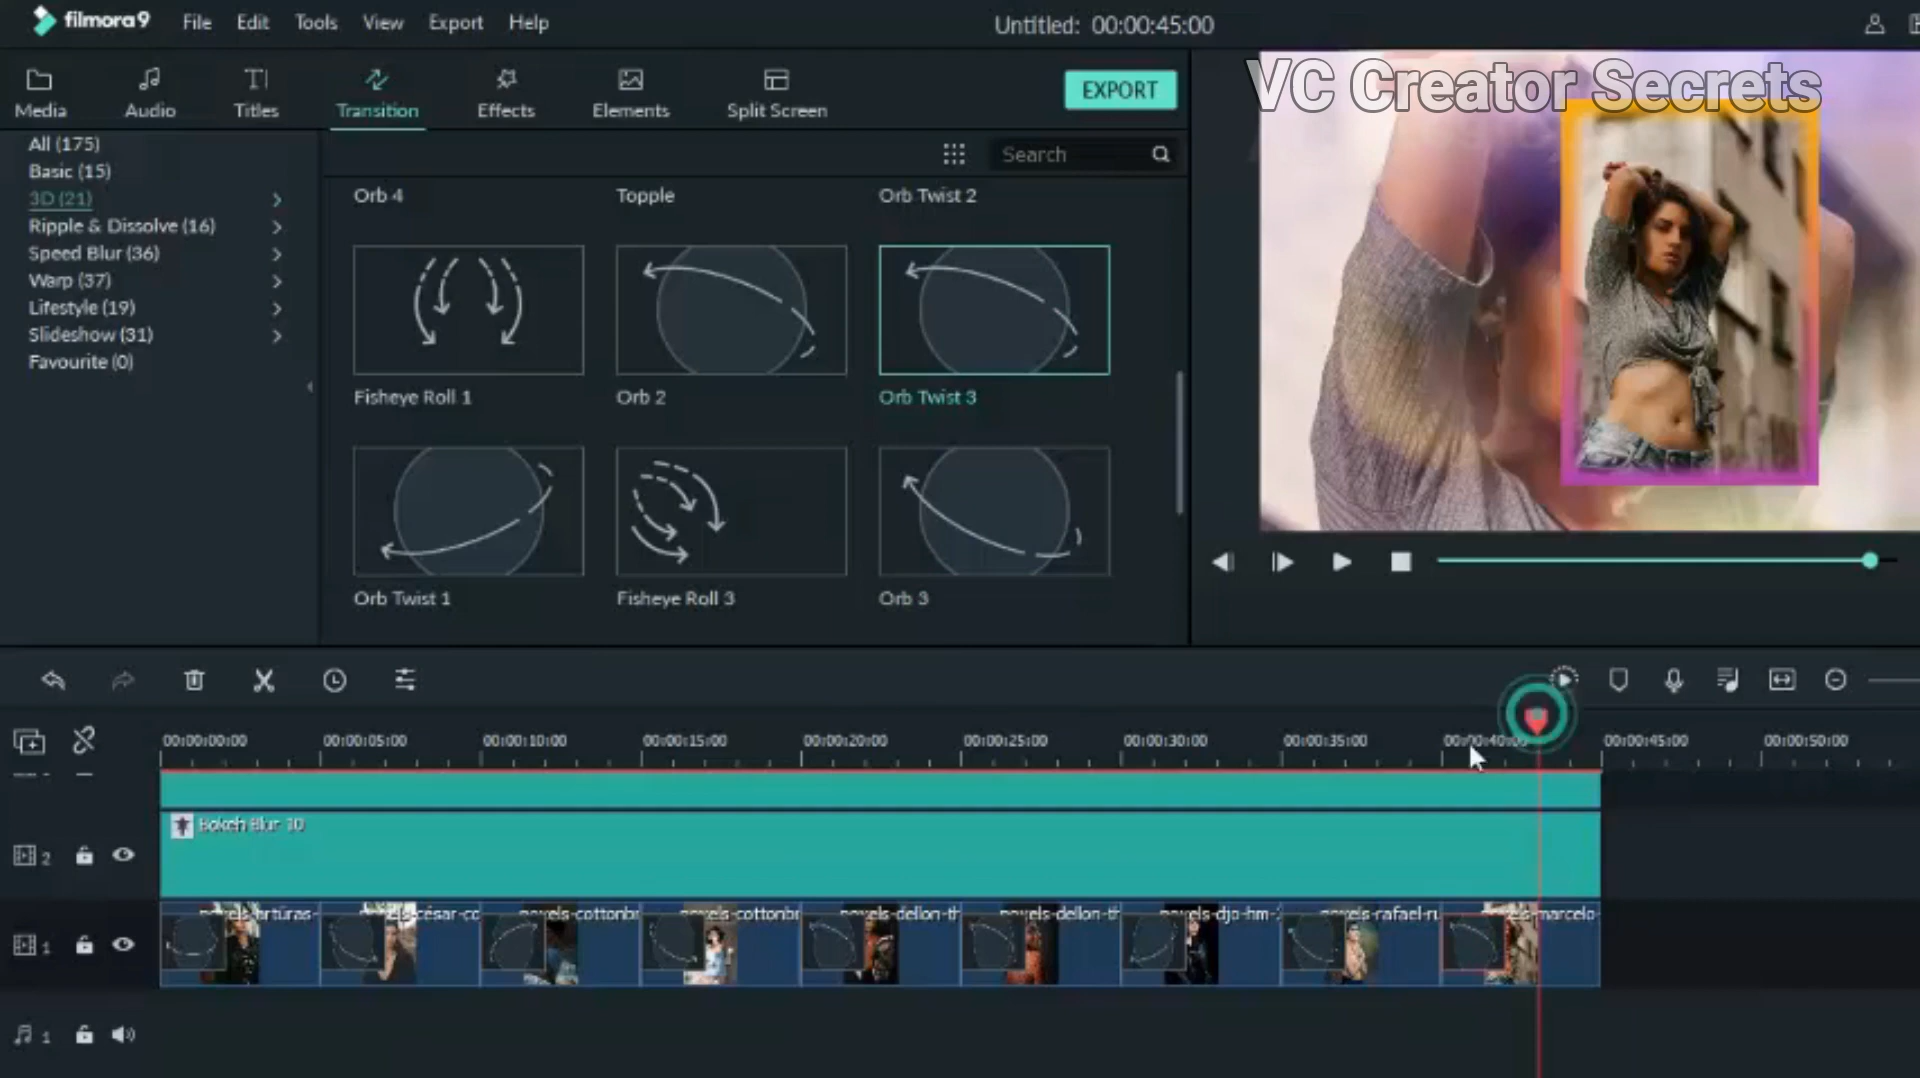 filmora9 File Edit Tools View Export Help Untitled: 00:00:45:00
Media Audio Titles Transition Effects Elements Split Screen EXPORT
VC Creator Secrets
All (175)
Basic (15)
3D (21)
Ripple & Dissolve (16)
Speed Blur (36)
Warp (37)
Lifestyle (19)
Slideshow (31)
Favourite (0)
Search
Orb 4 Topple Orb Twist 2
Fisheye Roll 1 Orb 2 Orb Twist 3
Orb Twist 1 Fisheye Roll 3 Orb 3
00:00:00:00 00:00:05:00 00:00:10:00 00:00:15:00 00:00:20:00 00:00:25:00 00:00:30:00 00:00:35:00 00:00:40:00 00:00:45:00 00:00:50:00
Bokeh Blur 10
2
pexels-artūras- pexels-césar-co pexels-cottonbr pexels-cottonbr pexels-dellon-th pexels-dellon-th pexels-djo-hm- pexels-rafael-ru marcelo-
1
1